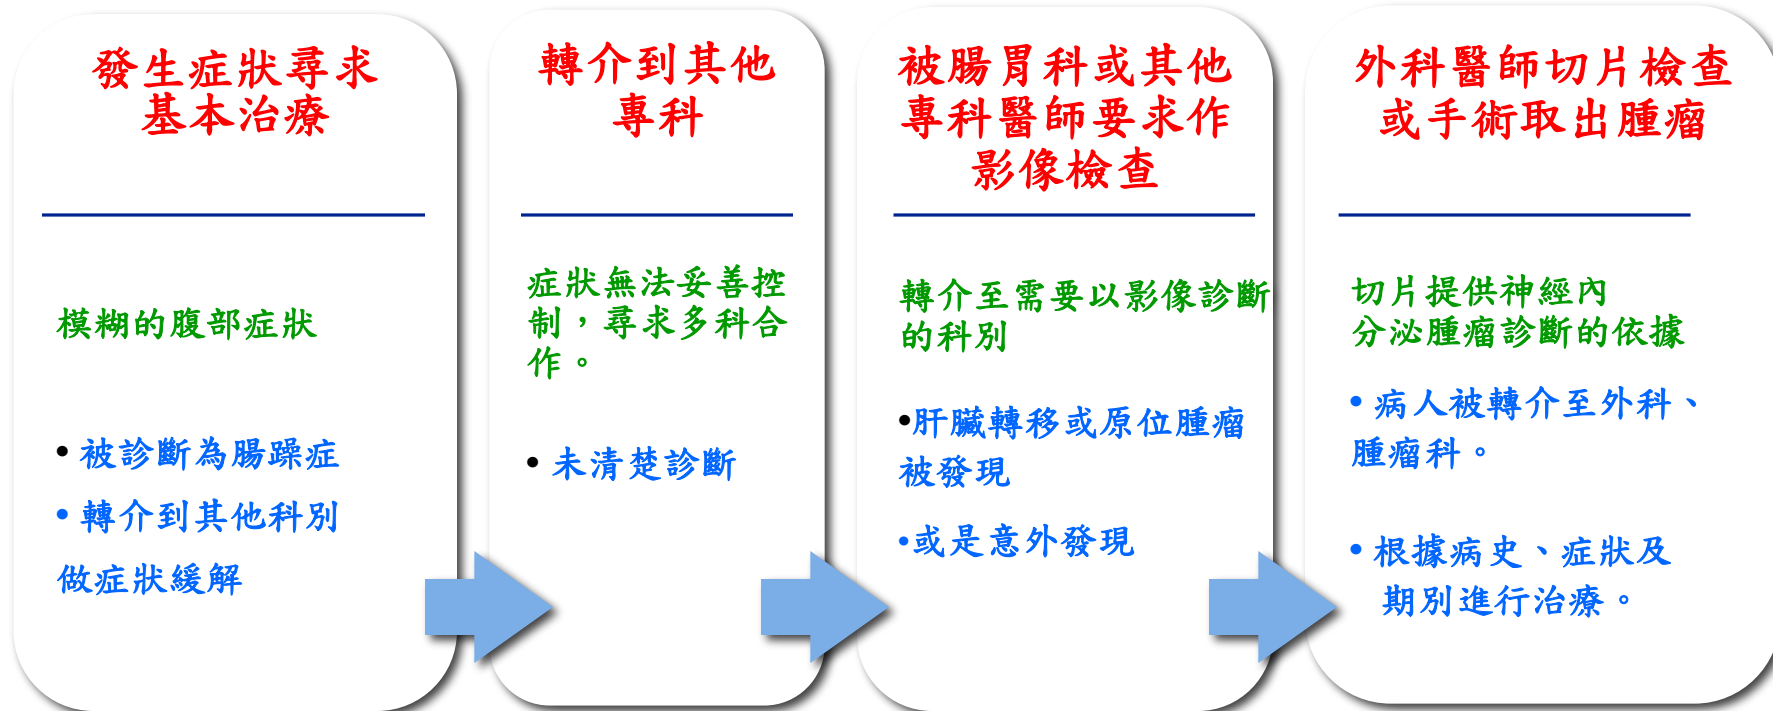 發生症狀尋求
基本治療
模糊的腹部症狀
• 被診斷為腸躁症
• 轉介到其他科別
做症狀緩解
轉介到其他
專科
症狀無法妥善控
制，尋求多科合
作。
• 未清楚診斷
被腸胃科或其他
專科醫師要求作
影像檢查
轉介至需要以影像診斷
的科別
•肝臟轉移或原位腫瘤
被發現
•或是意外發現
外科醫師切片檢查
或手術取出腫瘤
切片提供神經內
分泌腫瘤診斷的依據
• 病人被轉介至外科、
腫瘤科。
• 根據病史、症狀及
期別進行治療。